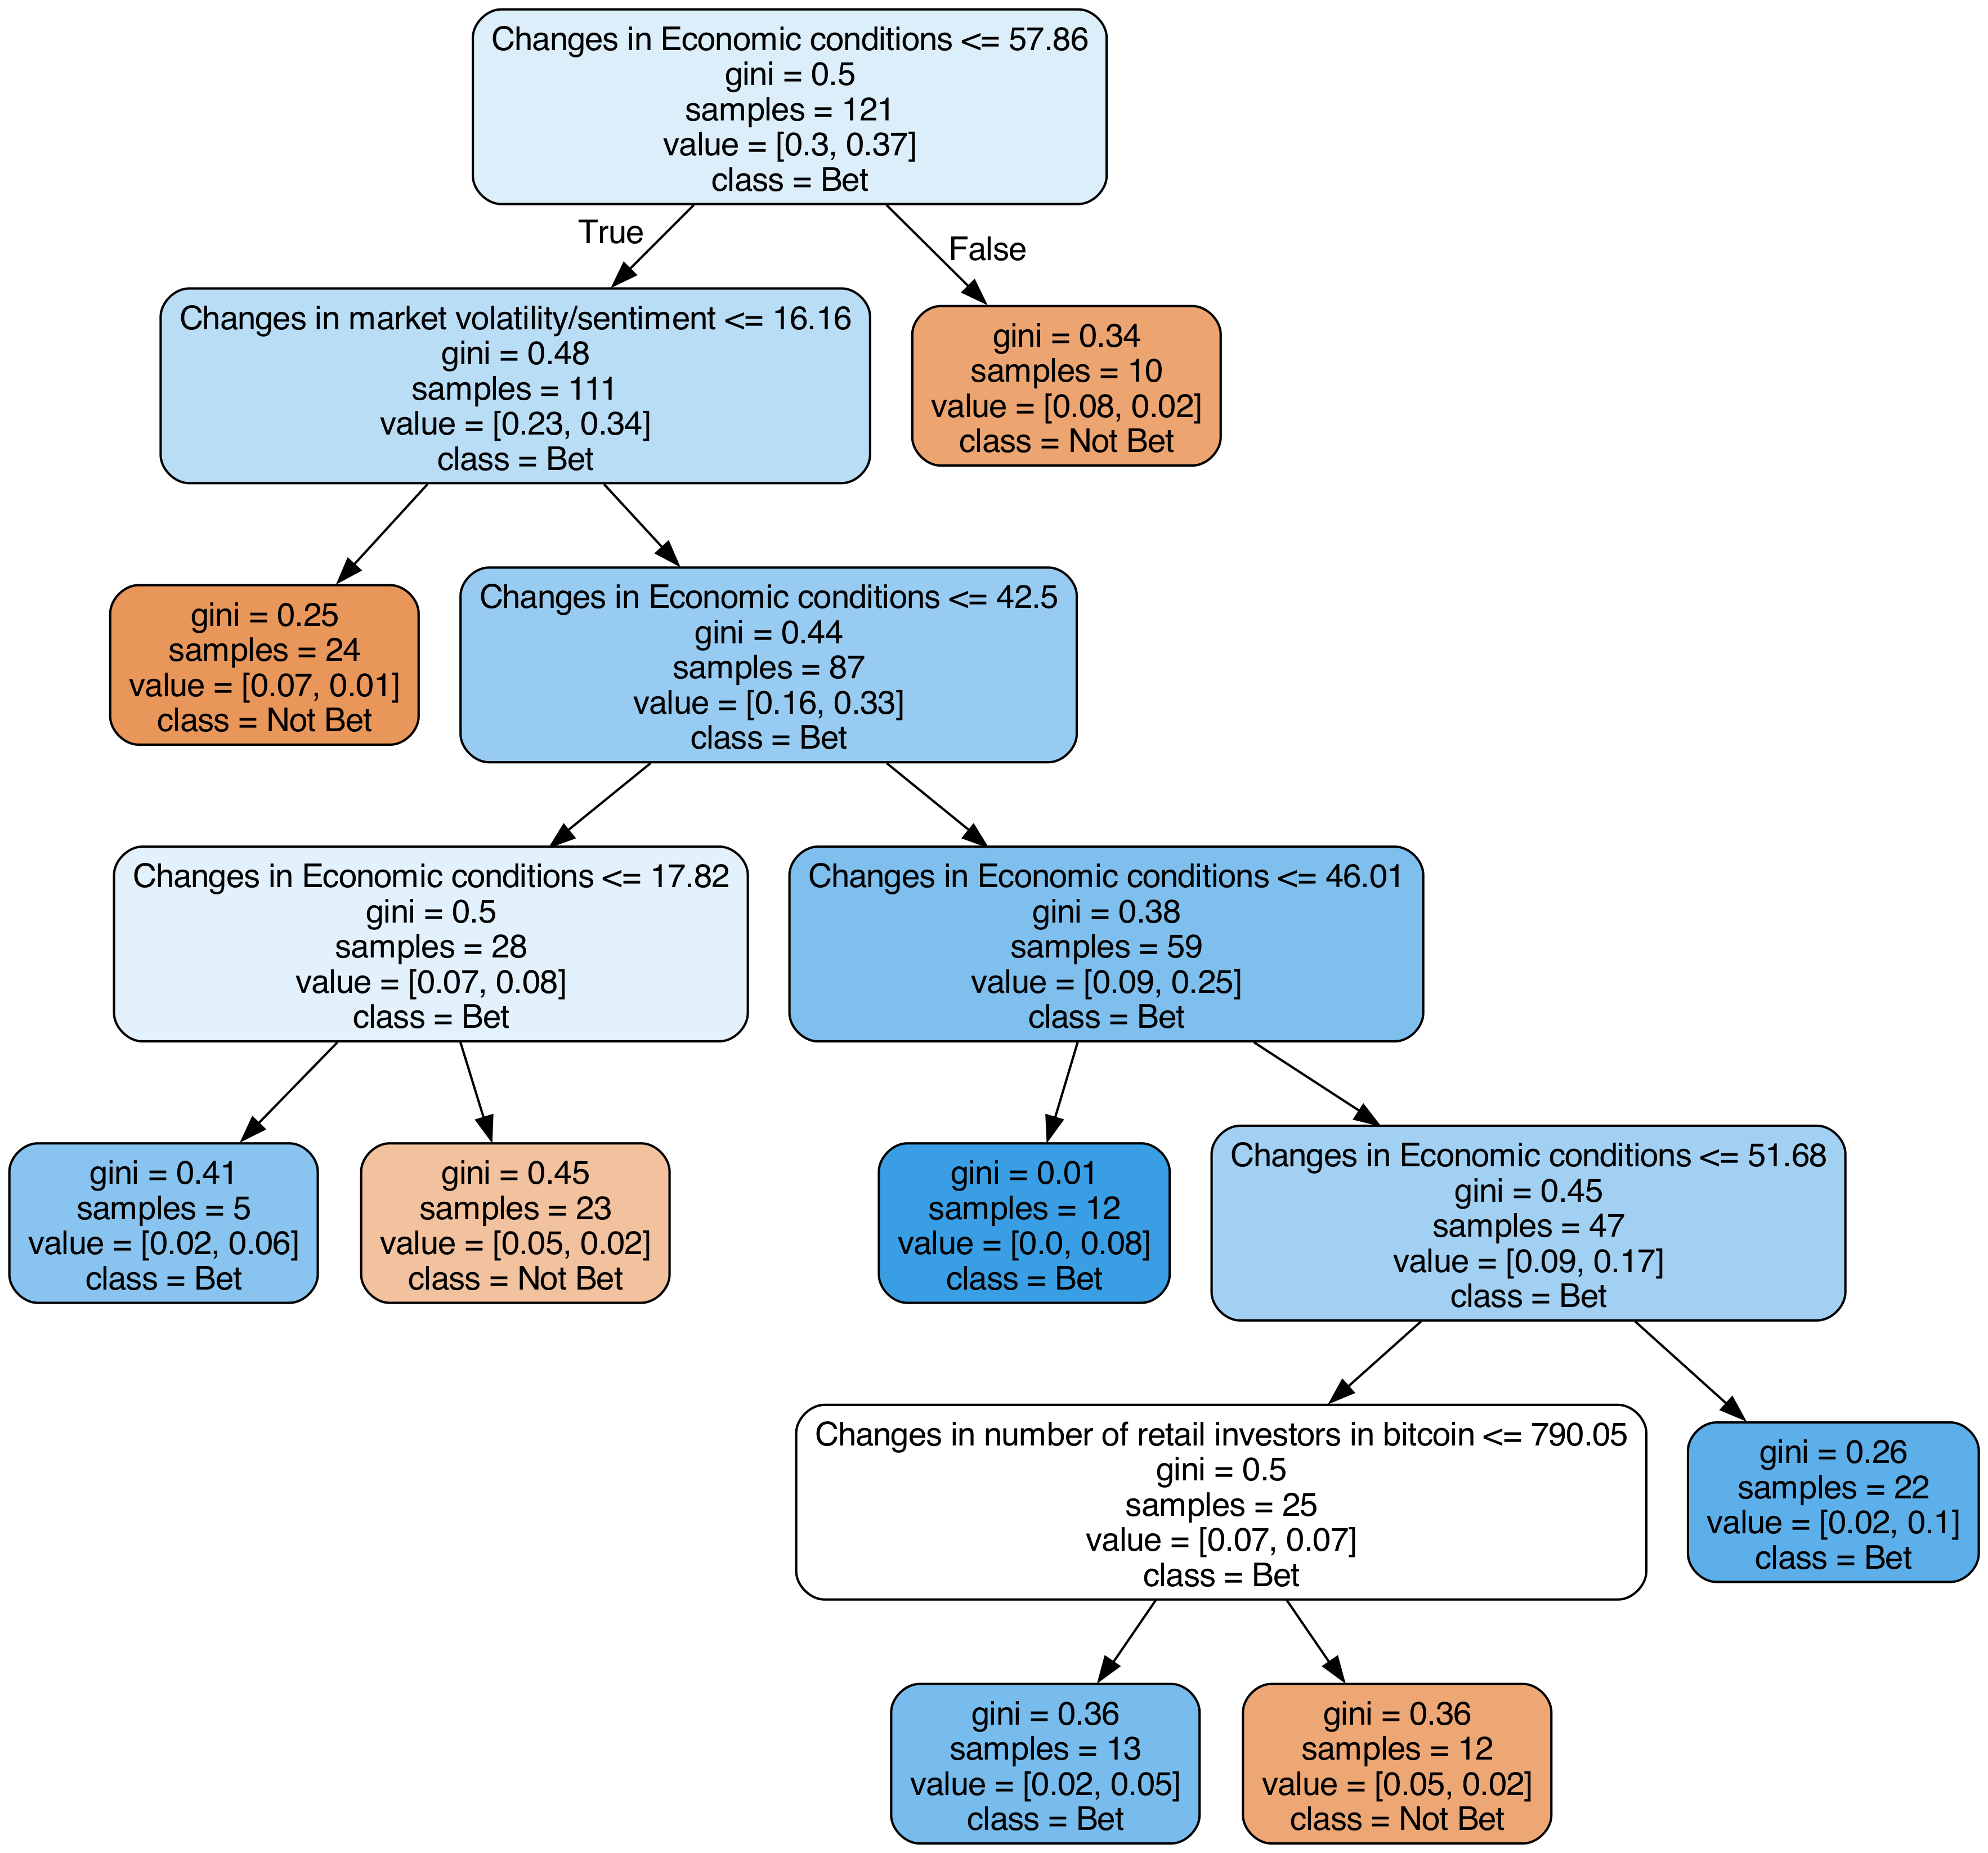 Changes in Economic conditions <= 57.86
gini = 0.5
samples = 121
value = [0.3, 0.37]
class = Bet
True
False
Changes in market volatility/sentiment <= 16.16
gini = 0.48
samples = 111
value = [0.23, 0.34]
class = Bet
gini = 0.34
samples = 10
value = [0.08, 0.02]
class = Not Bet
gini = 0.25
samples = 24
value = [0.07, 0.01]
class = Not Bet
Changes in Economic conditions <= 42.5
gini = 0.44
samples = 87
value = [0.16, 0.33]
class = Bet
Changes in Economic conditions <= 17.82
gini = 0.5
samples = 28
value = [0.07, 0.08]
class = Bet
Changes in Economic conditions <= 46.01
gini = 0.38
samples = 59
value = [0.09, 0.25]
class = Bet
gini = 0.41
samples = 5
value = [0.02, 0.06]
class = Bet
gini = 0.45
samples = 23
value = [0.05, 0.02]
class = Not Bet
gini = 0.01
samples = 12
value = [0.0, 0.08]
class = Bet
Changes in Economic conditions <= 51.68
gini = 0.45
samples = 47
value = [0.09, 0.17]
class = Bet
Changes in number of retail investors in bitcoin <= 790.05
gini = 0.5
samples = 25
value = [0.07, 0.07]
class = Bet
gini = 0.26
samples = 22
value = [0.02, 0.1]
class = Bet
gini = 0.36
samples = 13
value = [0.02, 0.05]
class = Bet
gini = 0.36
samples = 12
value = [0.05, 0.02]
class = Not Bet